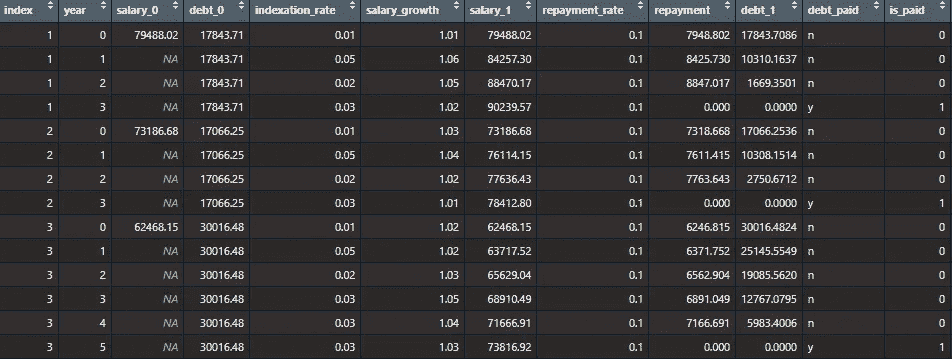 index year salary_0 debt_0 indexation_rate salary_growth salary_1 repayment_rate repayment debt_1 debt_paid is_paid
1 0 79488.02 17843.71 0.01 1.01 79488.02 0.1 7948.802 17843.7086 n 0
1 1 NA 17843.71 0.05 1.06 84257.30 0.1 8425.730 10310.1637 n 0
1 2 NA 17843.71 0.02 1.05 88470.17 0.1 8847.017 1669.3501 n 0
1 3 NA 17843.71 0.03 1.02 90239.57 0.1 0.000 0.0000 y 1
2 0 73186.68 17066.25 0.01 1.03 73186.68 0.1 7318.668 17066.2536 n 0
2 1 NA 17066.25 0.05 1.04 76114.15 0.1 7611.415 10308.1514 n 0
2 2 NA 17066.25 0.02 1.02 77636.43 0.1 7763.643 2750.6712 n 0
2 3 NA 17066.25 0.03 1.01 78412.80 0.1 0.000 0.0000 y 1
3 0 62468.15 30016.48 0.01 1.02 62468.15 0.1 6246.815 30016.4824 n 0
3 1 NA 30016.48 0.05 1.02 63717.52 0.1 6371.752 25145.5549 n 0
3 2 NA 30016.48 0.02 1.03 65629.04 0.1 6562.904 19085.5620 n 0
3 3 NA 30016.48 0.03 1.05 68910.49 0.1 6891.049 12767.0795 n 0
3 4 NA 30016.48 0.03 1.04 71666.91 0.1 7166.691 5983.4006 n 0
3 5 NA 30016.48 0.03 1.03 73816.92 0.1 0.000 0.0000 y 1